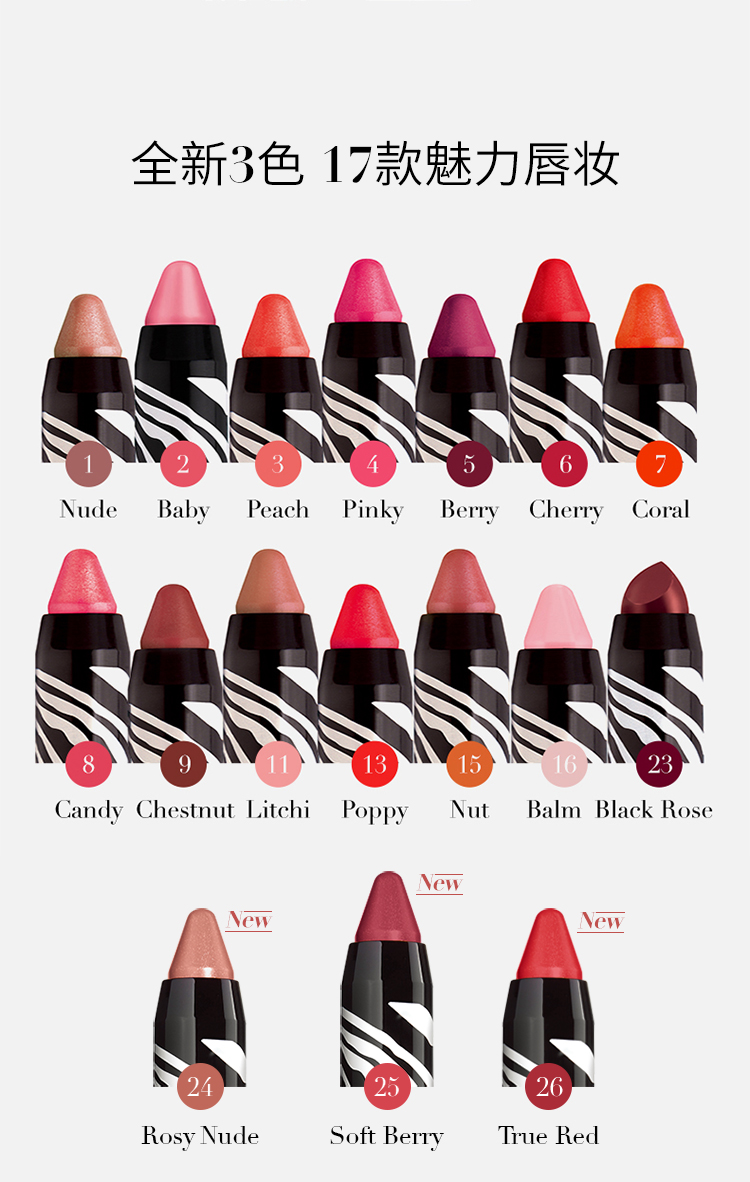 全新3色 17款魅力唇妆
1 2 3 4 5 6 7
Nude Baby Peach Pinky Berry Cherry Coral
8 9 11 13 15 16 23
Candy Chestnut Litchi Poppy Nut Balm Black Rose
New
New New
24 25 26
Rosy Nude Soft Berry True Red